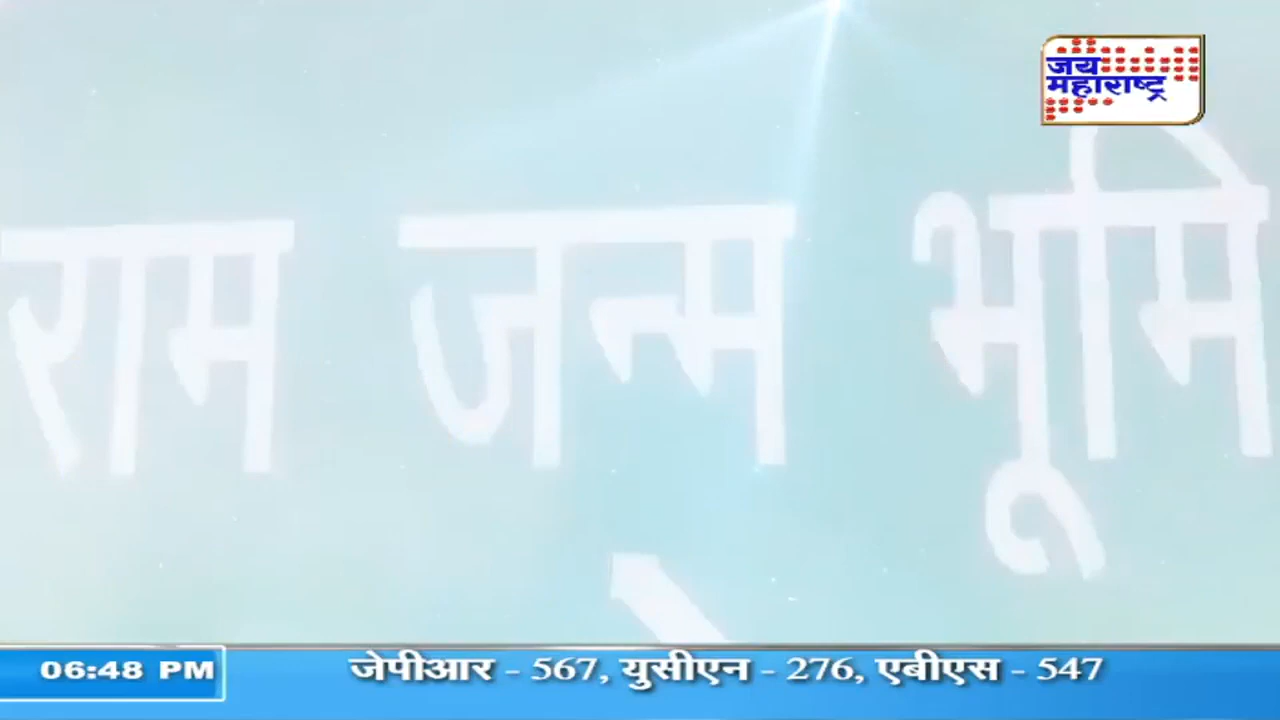 जय
महाराष्ट्र
राम जन्म भूमि
06:48 PM
जेपीआर - 567, युसीएन - 276, एबीएस - 547